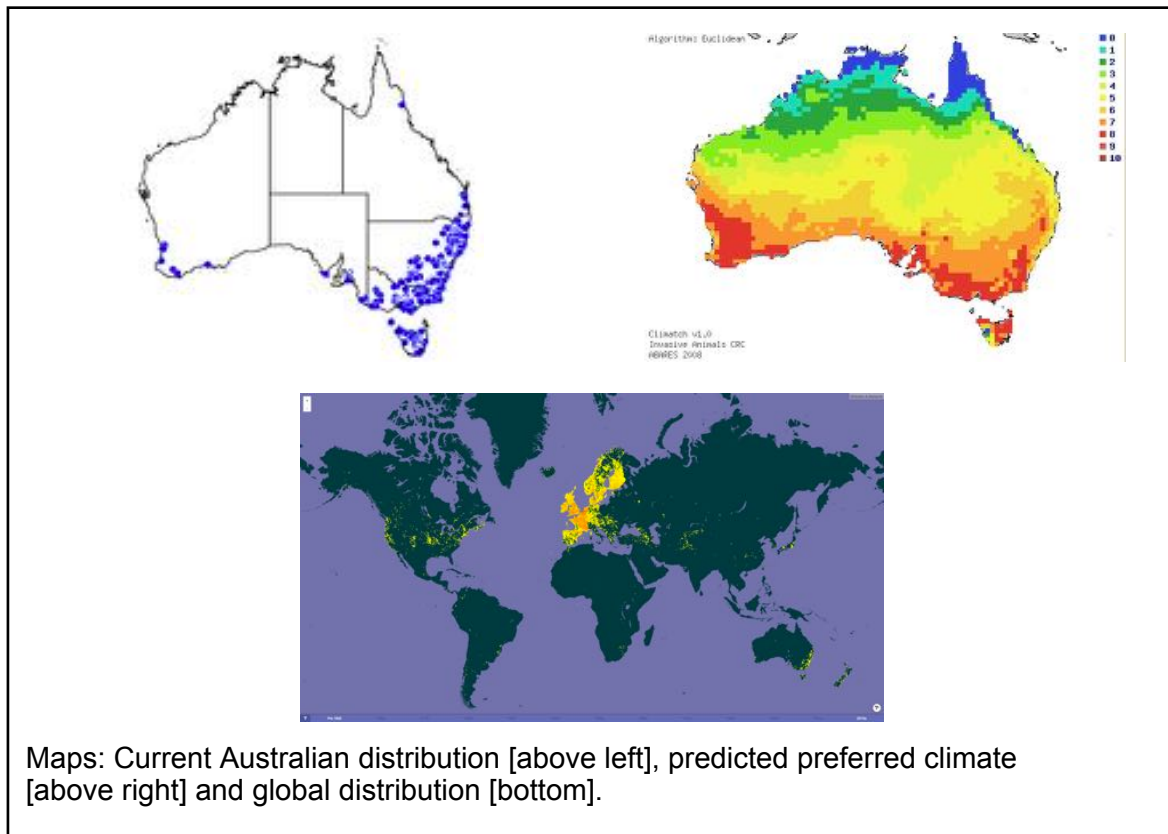 Algorithm: Euclidean
0
1
2
3
4
5
6
7
8
9
10
Climatch v1.0
Invasive Animals CRC
ABARES 2008
Maps: Current Australian distribution [above left], predicted preferred climate
[above right] and global distribution [bottom].